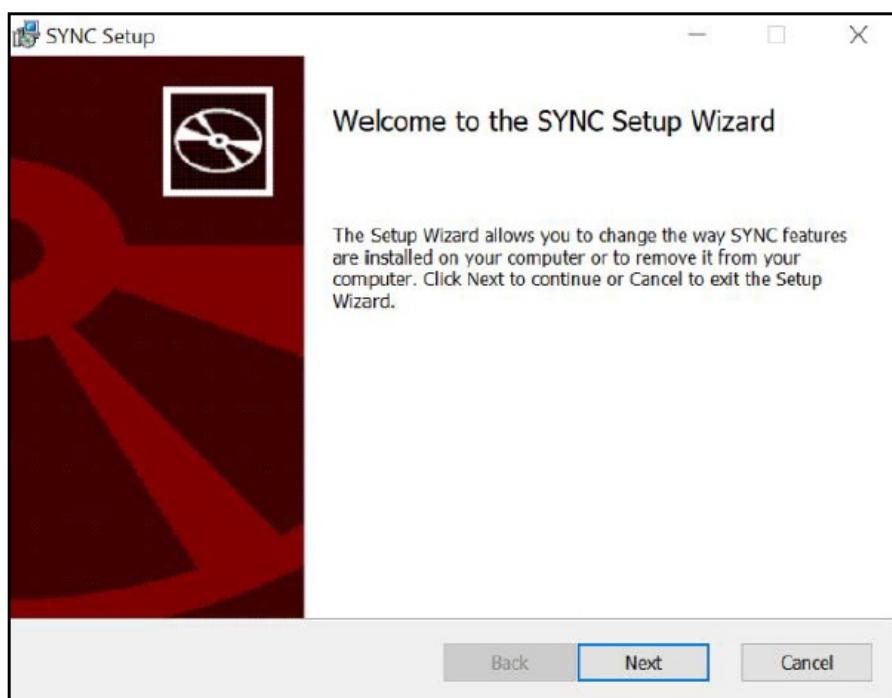 SYNC Setup
Welcome to the SYNC Setup Wizard
The Setup Wizard allows you to change the way SYNC features
are installed on your computer or to remove it from your
computer. Click Next to continue or Cancel to exit the Setup
Wizard.
Back Next Cancel